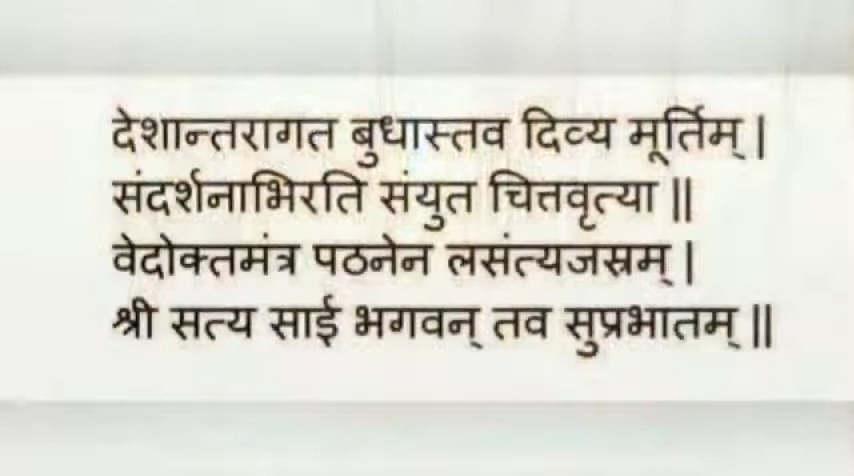 देशान्तरागत बुधास्तव दिव्य मूर्तिम् |
संदर्शनाभिरति संयुत चित्तवृत्या ||
वेदोक्तमंत्र पठनेन लसंत्यजस्रम् |
श्री सत्य साई भगवन् तव सुप्रभातम् ||